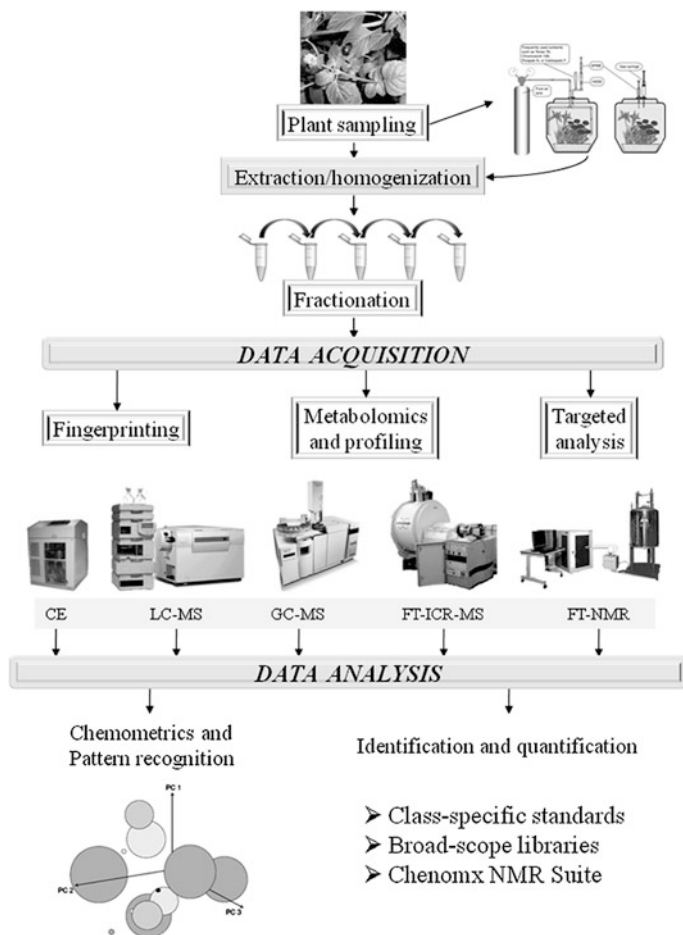 Plant sampling
Extraction/homogenization
Fractionation
DATA ACQUISITION
Fingerprinting
Metabolomics
and profiling
Targeted
analysis
CE
LC-MS
GC-MS
FT-ICR-MS
FT-NMR
DATA ANALYSIS
Chemometrics and
Pattern recognition
Identification and quantification
PC 1
PC 2
PC 3
➤ Class-specific standards
➤ Broad-scope libraries
➤ Chenomx NMR Suite